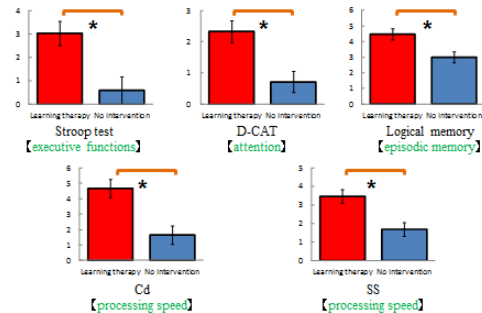 4
3
2
1
0
*
Learning therapy No intervention
Stroop test
【executive functions】
3
2
1
0
*
Learning therapy No intervention
D-CAT
【attention】
6
5
4
3
2
1
0
*
Learning therapy No intervention
Logical memory
【episodic memory】
6
5
4
3
2
1
0
*
Learning therapy No intervention
Cd
【processing speed】
5
4
3
2
1
0
*
Learning therapy No intervention
SS
【processing speed】